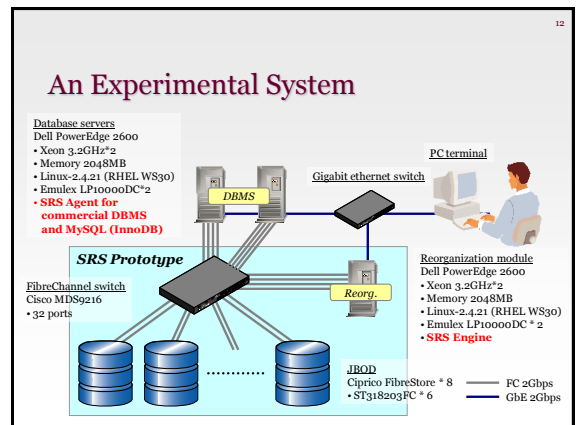 12
An Experimental System
Database servers
Dell PowerEdge 2600
• Xeon 3.2GHz*2
• Memory 2048MB
• Linux-2.4.21 (RHEL WS30)
• Emulex LP10000DC*2
• SRS Agent for
commercial DBMS
and MySQL (InnoDB)
DBMS
Gigabit ethernet switch
PC terminal
SRS Prototype
FibreChannel switch
Cisco MDS9216
• 32 ports
Reorg.
Reorganization module
Dell PowerEdge 2600
• Xeon 3.2GHz*2
• Memory 2048MB
• Linux-2.4.21 (RHEL WS30)
• Emulex LP10000DC * 2
• SRS Engine
JBOD
Ciprico FibreStore * 8
• ST318203FC * 6
FC 2Gbps
GbE 2Gbps